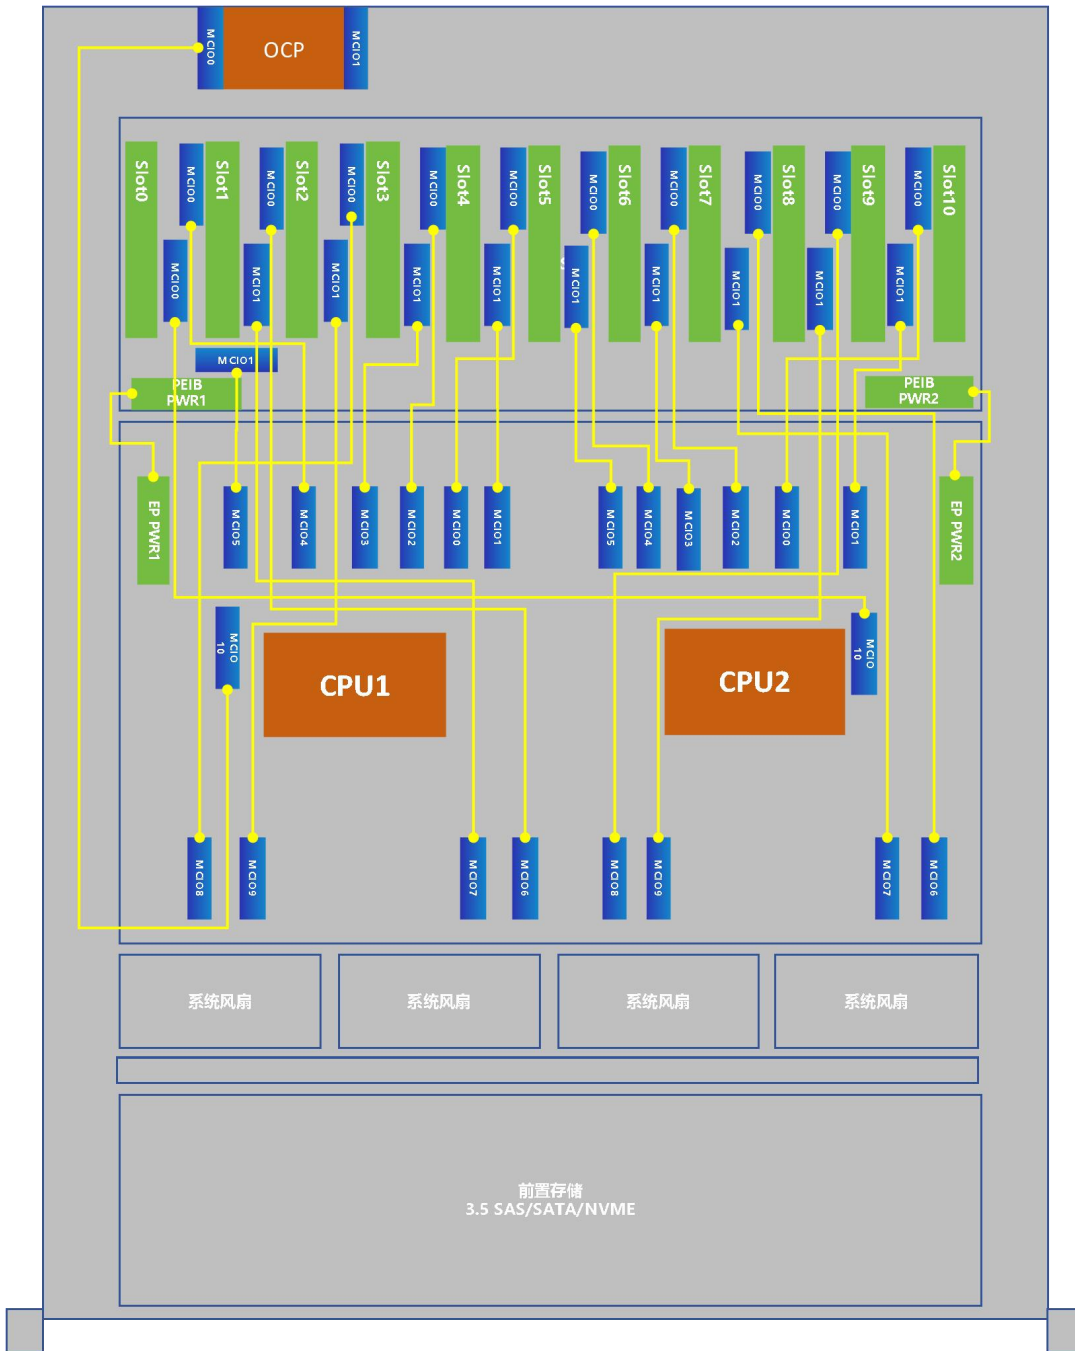 MCIO0
OCP
MCIO1
Slot0
MCIO0
Slot1
MCIO0
Slot2
MCIO0
Slot3
MCIO0
Slot4
MCIO0
Slot5
MCIO0
Slot6
MCIO0
Slot7
MCIO0
Slot8
MCIO0
Slot9
MCIO0
Slot10
MCIO0
MCIO1
MCIO1
MCIO1
MCIO1
MCIO1
MCIO1
MCIO1
MCIO1
MCIO1
MCIO1
PEIB
PWR1
PEIB
PWR2
EP PWR1
MCIO5
MCIO4
MCIO3
MCIO2
MCIO0
MCIO1
MCIO5
MCIO4
MCIO3
MCIO2
MCIO0
MCIO1
EP PWR2
MCIO
10
CPU1
CPU2
MCIO
10
MCIO8
MCIO9
MCIO7
MCIO6
MCIO8
MCIO9
MCIO7
MCIO6
系统风扇
系统风扇
系统风扇
系统风扇
前置存储
3.5 SAS/SATA/NVME